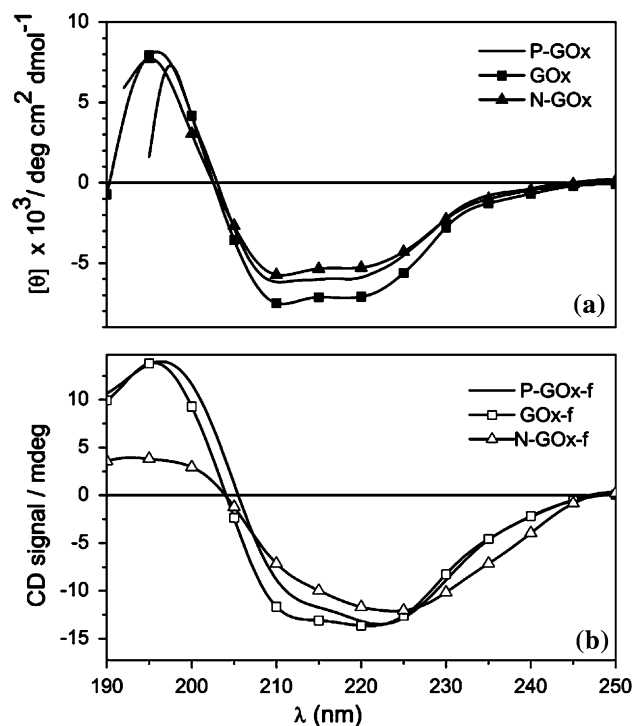 10
5
0
-5
[θ] x 10³/ deg cm² dmol⁻¹
P-GOx
GOx
N-GOx
(a)
10
5
0
-5
-10
-15
CD signal / mdeg
P-GOx-f
GOx-f
N-GOx-f
(b)
190 200 210 220 230 240 250
λ (nm)